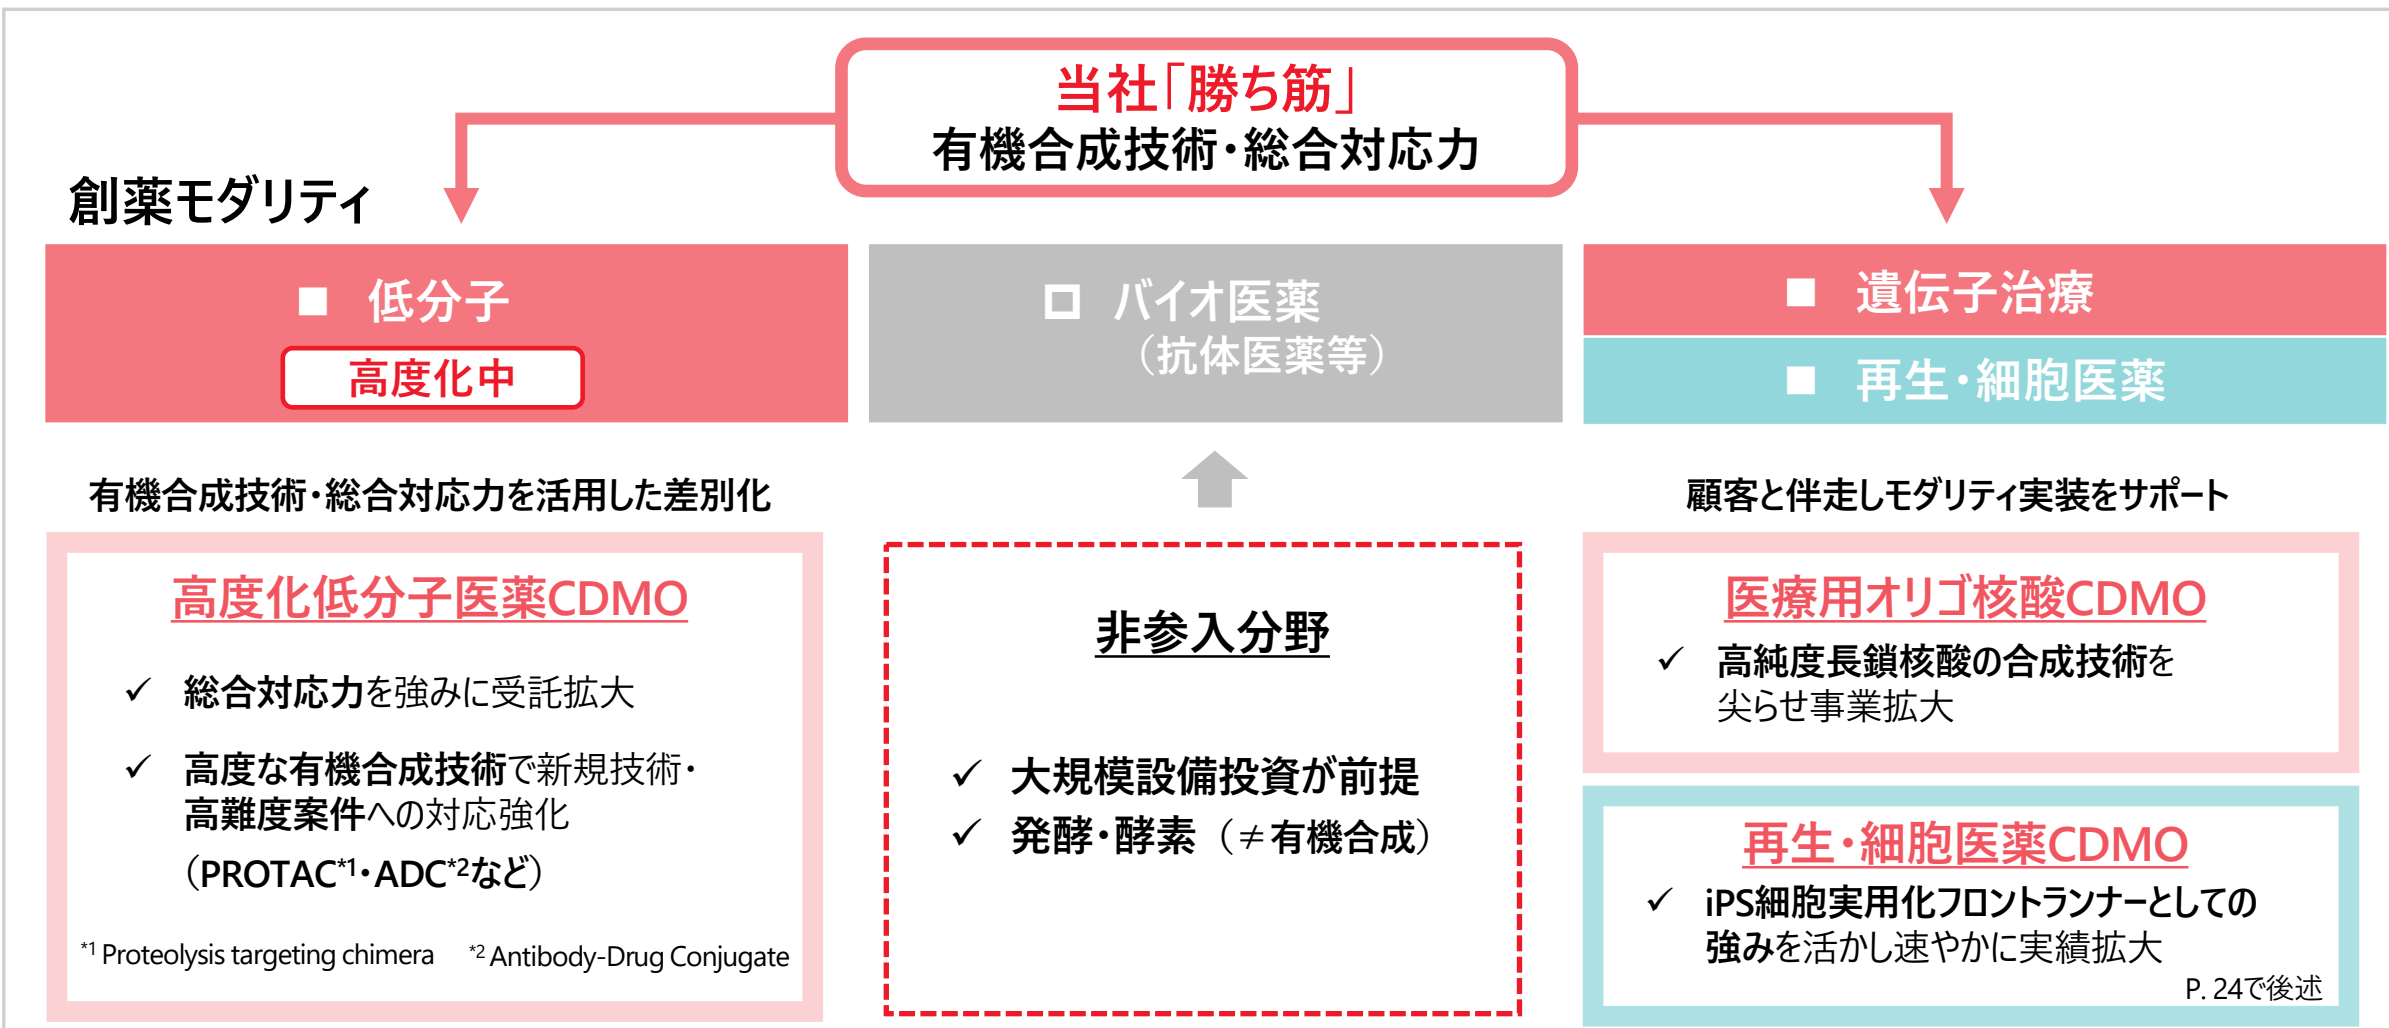 当社「勝ち筋」
有機合成技術・総合対応力
創薬モダリティ
■ 低分子
高度化中
バイオ医薬
（抗体医薬等）
■ 遺伝子治療
■ 再生・細胞医薬
有機合成技術・総合対応力を活用した差別化
高度化低分子医薬CDMO
✓ 総合対応力を強みに受託拡大
✓ 高度な有機合成技術で新規技術・
高難度案件への対応強化
（PROTAC*1・ADC*2など）
*1 Proteolysis targeting chimera *2 Antibody-Drug Conjugate
非参入分野
✓ 大規模設備投資が前提
✓ 発酵・酵素（≠有機合成）
顧客と伴走しモダリティ実装をサポート
医療用オリゴ核酸CDMO
✓ 高純度長鎖核酸の合成技術を
尖らせ事業拡大
再生・細胞医薬CDMO
✓ iPS細胞実用化フロントランナーとしての
強みを活かし速やかに実績拡大
P. 24で後述